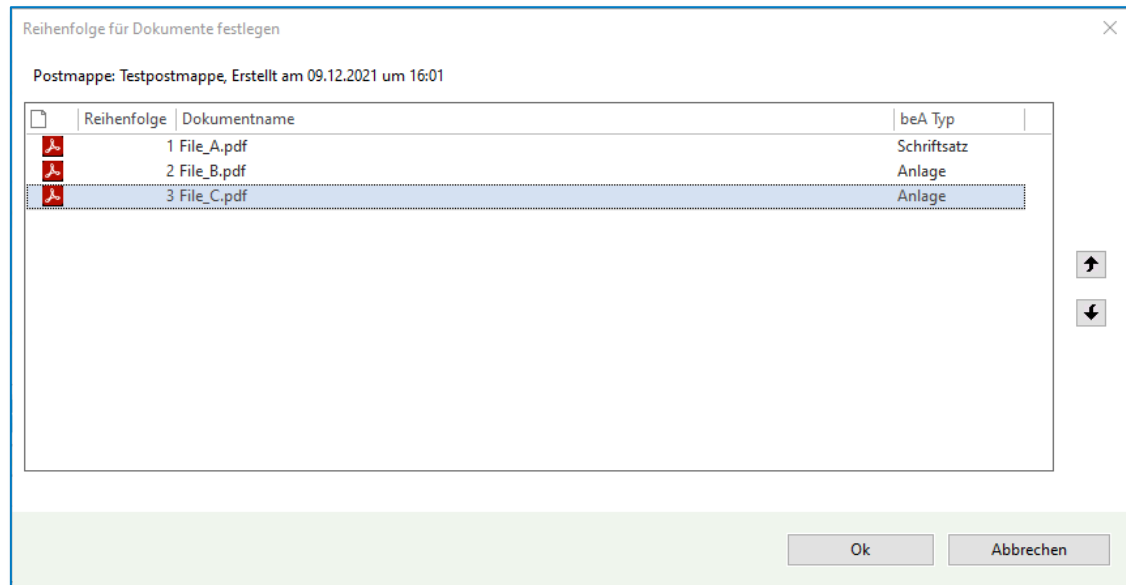 Reihenfolge für Dokumente festlegen
Postmappe: Testpostmappe, Erstellt am 09.12.2021 um 16:01
Reihenfolge Dokumentname beA Typ
1 File_A.pdf Schriftsatz
2 File_B.pdf Anlage
3 File_C.pdf Anlage
Ok Abbrechen